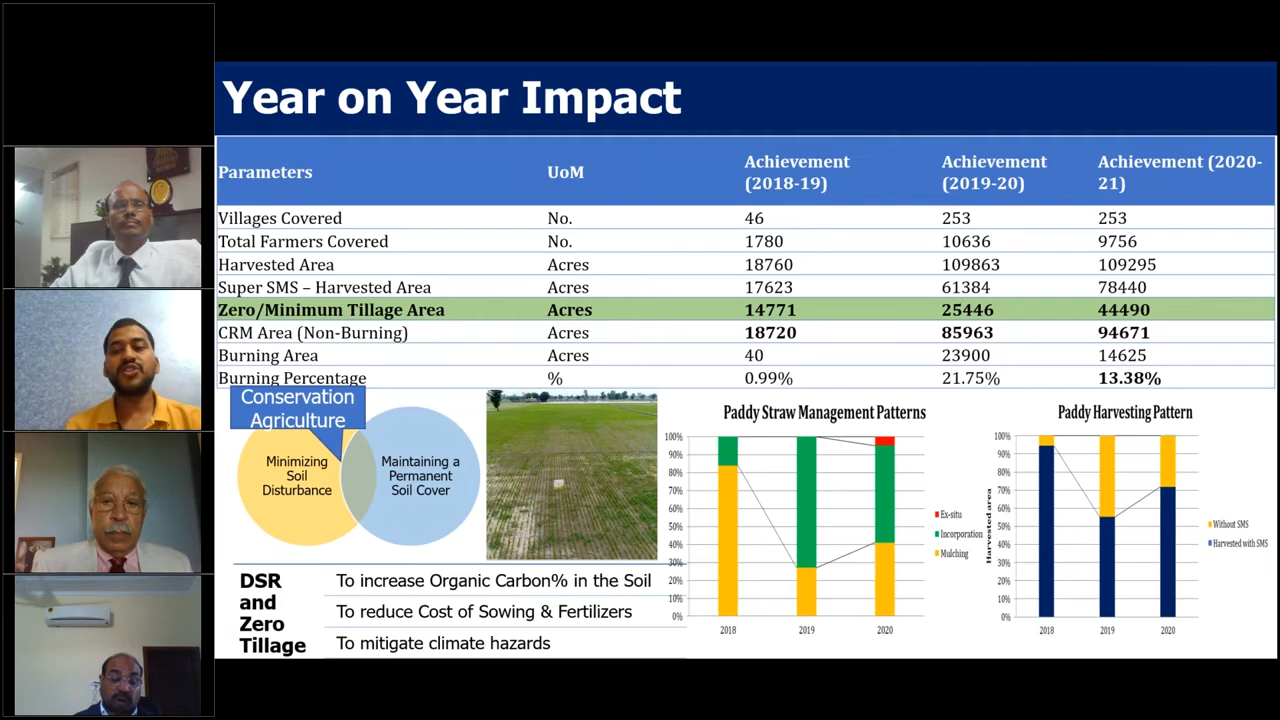 Year on Year Impact
Parameters UoM Achievement (2018-19) Achievement (2019-20) Achievement (2020-21)
Villages Covered No. 46 253 253
Total Farmers Covered No. 1780 10636 9756
Harvested Area Acres 18760 109863 109295
Super SMS – Harvested Area Acres 17623 61384 78440
Zero/Minimum Tillage Area Acres 14771 25446 44490
CRM Area (Non-Burning) Acres 18720 85963 94671
Burning Area Acres 40 23900 14625
Burning Percentage % 0.99% 21.75% 13.38%
Conservation
Agriculture
Minimizing
Soil
Disturbance
Maintaining a
Permanent
Soil Cover
DSR
and
Zero
Tillage
To increase Organic Carbon% in the Soil
To reduce Cost of Sowing & Fertilizers
To mitigate climate hazards
Paddy Straw Management Patterns
100%
90%
80%
70%
60%
50%
40%
30%
20%
10%
0%
2018 2019 2020
Ex-situ
Incorporation
Mulching
Paddy Harvesting Pattern
Harvested area
100%
90%
80%
70%
60%
50%
40%
30%
20%
10%
0%
2018 2019 2020
Without SMS
Harvested with SMS